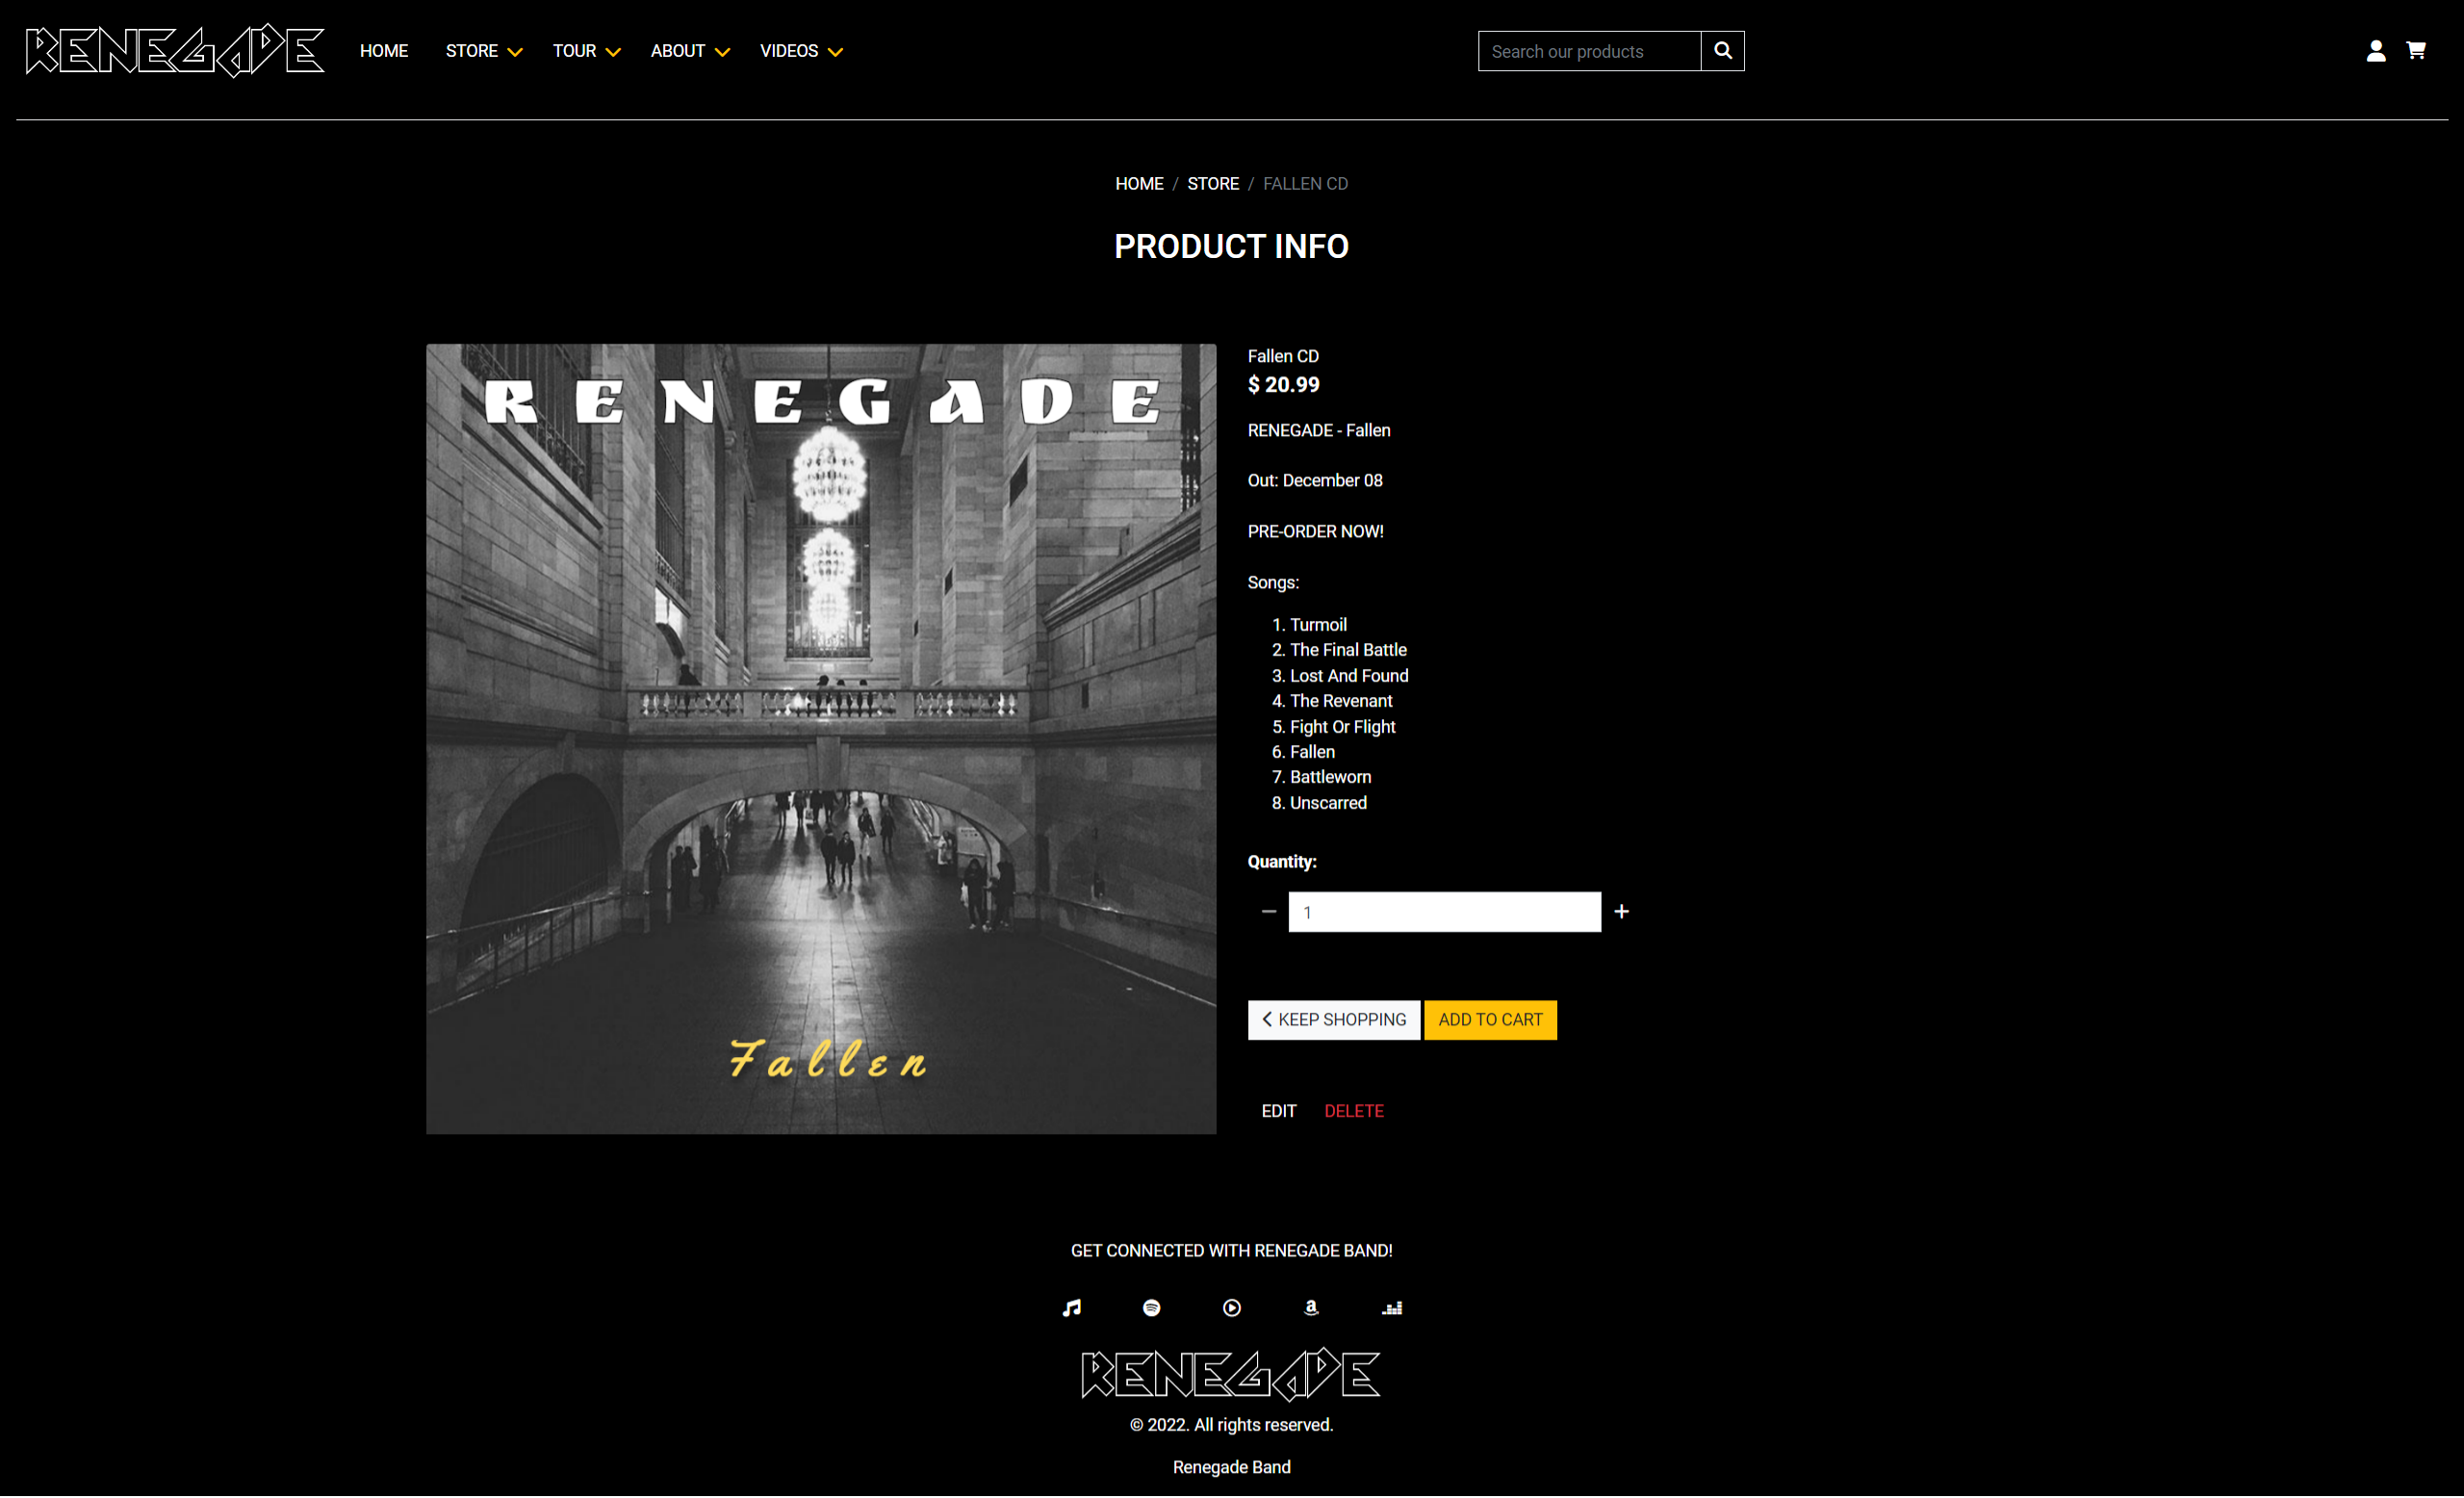 RENEGADE
HOME STORE TOUR ABOUT VIDEOS
Search our products
HOME / STORE / FALLEN CD
PRODUCT INFO
RENEGADE
Fallen
Fallen CD
$ 20.99
RENEGADE - Fallen
Out: December 08
PRE-ORDER NOW!
Songs:
1. Turmoil
2. The Final Battle
3. Lost And Found
4. The Revenant
5. Fight Or Flight
6. Fallen
7. Battleworn
8. Unscarred
Quantity:
1
KEEP SHOPPING ADD TO CART
EDIT DELETE
GET CONNECTED WITH RENEGADE BAND!
RENEGADE
© 2022. All rights reserved.
Renegade Band